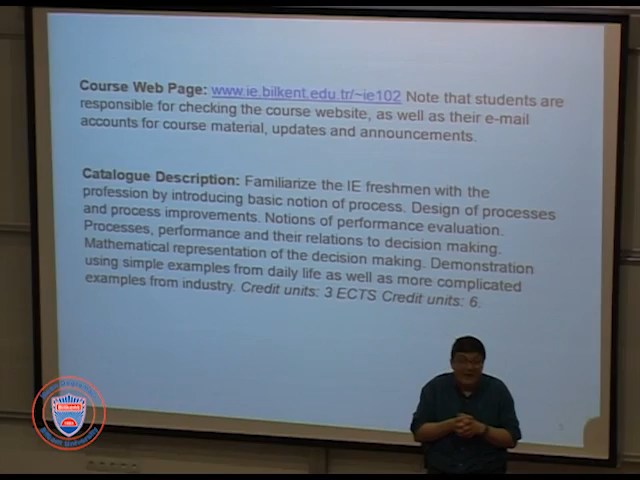 Course Web Page: www.ie.bilkent.edu.tr/~ie102 Note that students are
responsible for checking the course website, as well as their e-mail
accounts for course material, updates and announcements.
Catalogue Description: Familiarize the IE freshmen with the
profession by introducing basic notion of process. Design of processes
and process improvements. Notions of performance evaluation.
Processes, performance and their relations to decision making.
Mathematical representation of the decision making. Demonstration
using simple examples from daily life as well as more complicated
examples from industry. Credit units: 3 ECTS Credit units: 6.
Bilkent
Bilkent University